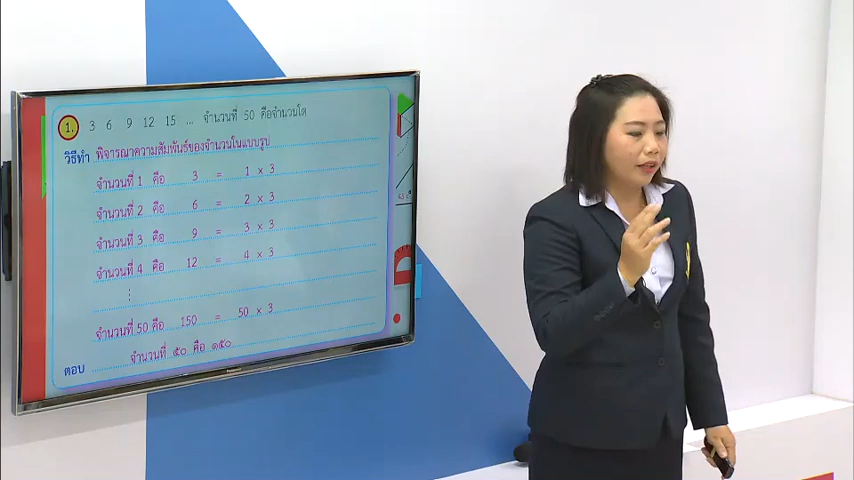 1. 3 6 9 12 15 ... จำนวนที่ 50 คือจำนวนใด
วิธีทำ พิจารณาความสัมพันธ์ของจำนวนในแบบรูป
จำนวนที่ 1 คือ 3 = 1 × 3
จำนวนที่ 2 คือ 6 = 2 × 3
จำนวนที่ 3 คือ 9 = 3 × 3
จำนวนที่ 4 คือ 12 = 4 × 3
⋮
จำนวนที่ 50 คือ 150 = 50 × 3
ตอบ จำนวนที่ ๕๐ คือ ๑๕๐
Panasonic